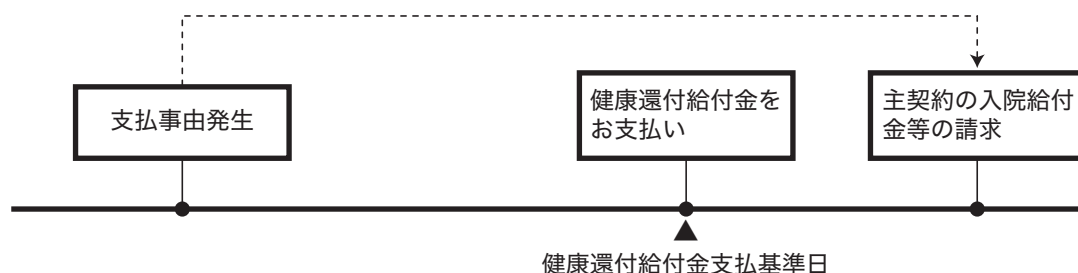 支払事由発生
健康還付給付金を
お支払い
主契約の入院給付
金等の請求
健康還付給付金支払基準日